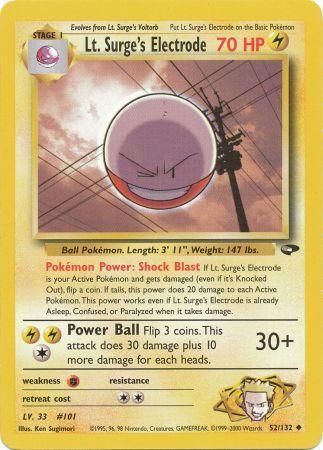 Evolves from Lt. Surge's Voltorb
Put Lt. Surge's Electrode on the Basic Pokémon
STAGE 1
Lt. Surge's Electrode 70 HP
Ball Pokémon. Length: 3' 11", Weight: 147 lbs.
Pokémon Power: Shock Blast If Lt. Surge's Electrode
is your Active Pokémon and gets damaged (even if it's Knocked
Out), flip a coin. If tails, this power does 20 damage to each Active
Pokémon. This power works even if Lt. Surge's Electrode is already
Asleep, Confused, or Paralyzed when it takes damage.
Power Ball Flip 3 coins. This
attack does 30 damage plus 10
more damage for each heads.
30+
weakness
resistance
retreat cost
LV. 33 #101
52/132
Illus. Ken Sugimori
©1995, 96, 98 Nintendo, Creatures, GAMEFREAK. ©1999-2000 Wizards.